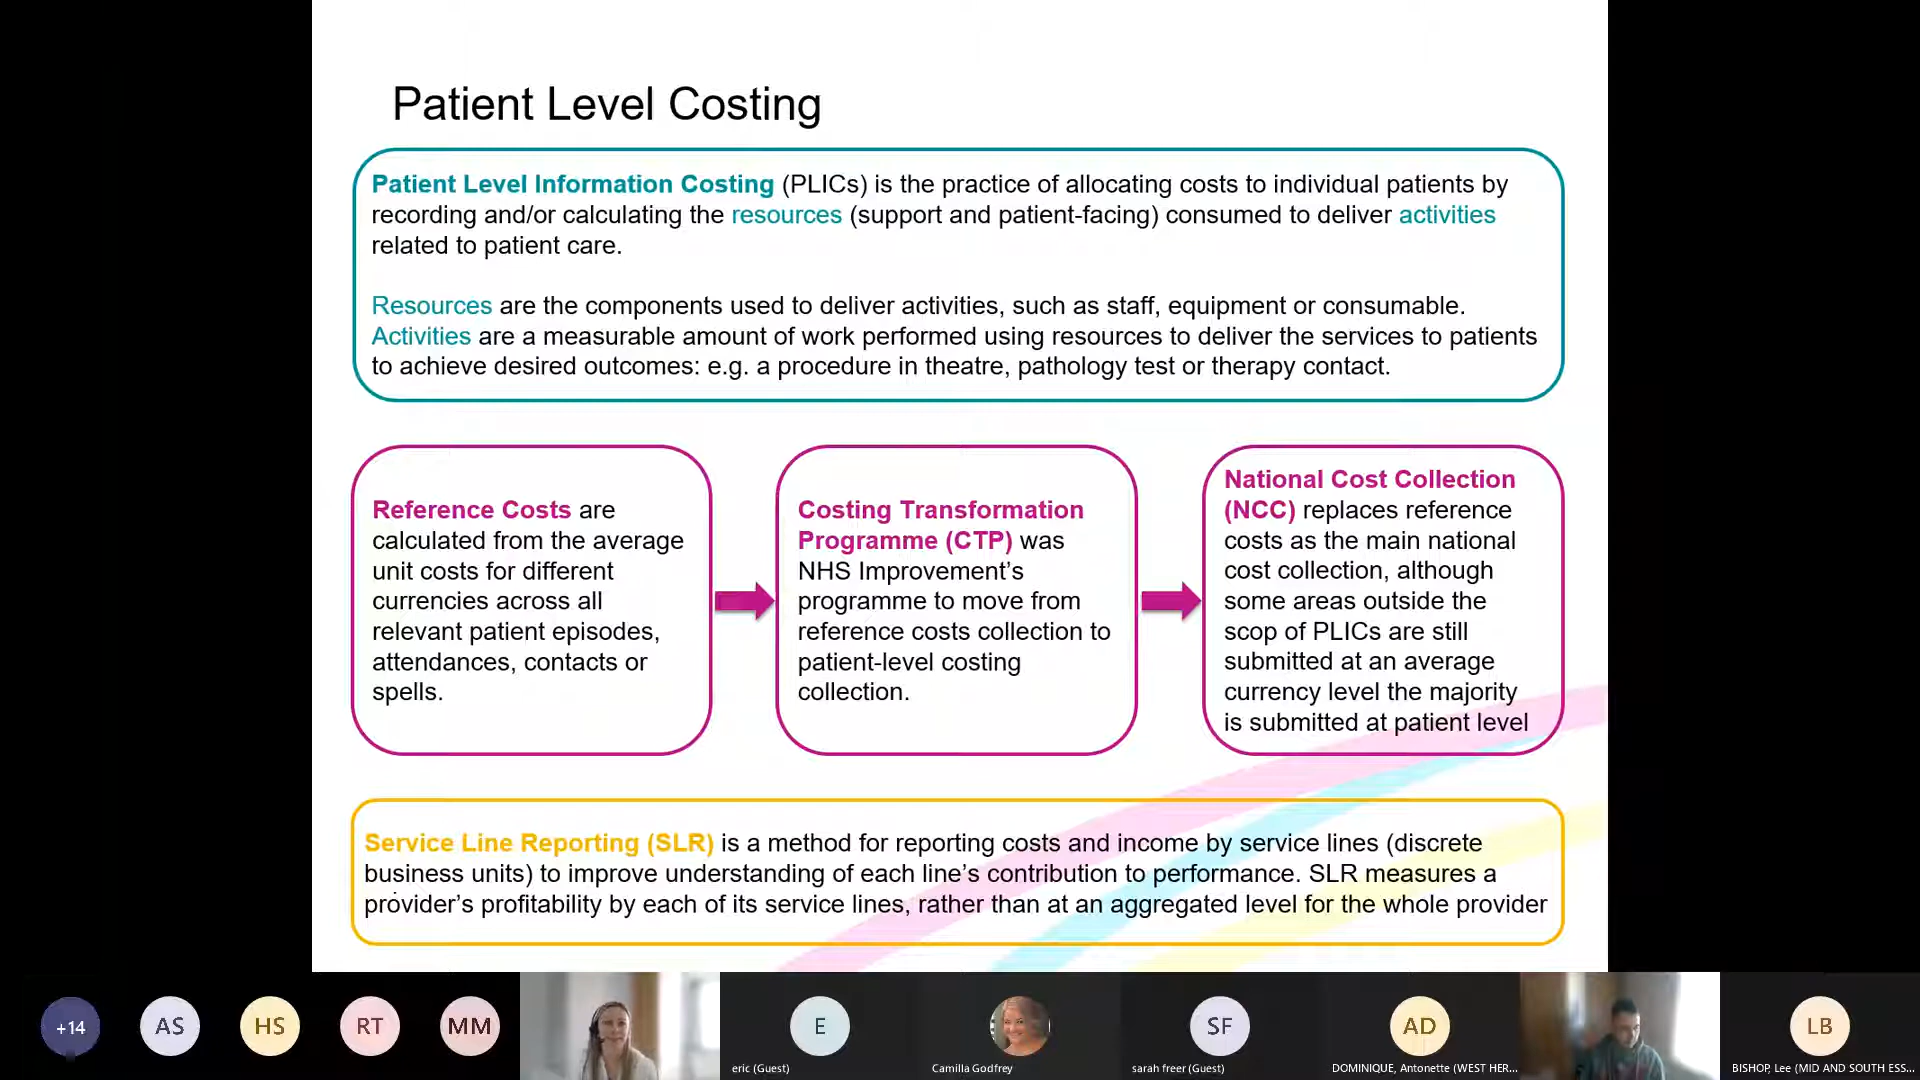 Patient Level Costing
Patient Level Information Costing (PLICs) is the practice of allocating costs to individual patients by
recording and/or calculating the resources (support and patient-facing) consumed to deliver activities
related to patient care.
Resources are the components used to deliver activities, such as staff, equipment or consumable.
Activities are a measurable amount of work performed using resources to deliver the services to patients
to achieve desired outcomes: e.g. a procedure in theatre, pathology test or therapy contact.
Reference Costs are
calculated from the average
unit costs for different
currencies across all
relevant patient episodes,
attendances, contacts or
spells.
Costing Transformation
Programme (CTP) was
NHS Improvement's
programme to move from
reference costs collection to
patient-level costing
collection.
National Cost Collection
(NCC) replaces reference
costs as the main national
cost collection, although
some areas outside the
scop of PLICs are still
submitted at an average
currency level the majority
is submitted at patient level
Service Line Reporting (SLR) is a method for reporting costs and income by service lines (discrete
business units) to improve understanding of each line's contribution to performance. SLR measures a
provider's profitability by each of its service lines, rather than at an aggregated level for the whole provider
+14
AS
HS
RT
MM
E
SF
AD
LB
eric (Guest)
Camilla Godfrey
sarah freer (Guest)
DOMINIQUE, Antonette (WEST HER...
BISHOP, Lee (MID AND SOUTH ESS...